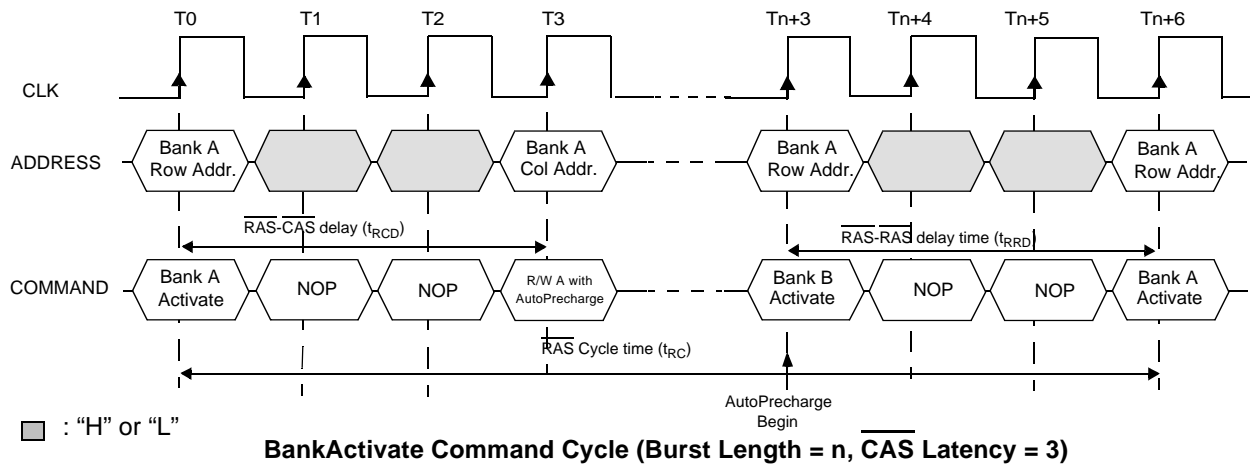 T0 T1 T2 T3 Tn+3 Tn+4 Tn+5 Tn+6
CLK
ADDRESS
Bank A
Row Addr.
Bank A
Col Addr.
Bank A
Row Addr.
Bank A
Row Addr.
RAS-CAS delay (tRCD)
RAS-RAS delay time (tRRD)
COMMAND
Bank A
Activate
NOP
NOP
R/W A with
AutoPrecharge
Bank B
Activate
NOP
NOP
Bank A
Activate
RAS Cycle time (tRC)
AutoPrecharge
Begin
: “H” or “L”
BankActivate Command Cycle (Burst Length = n, CAS Latency = 3)